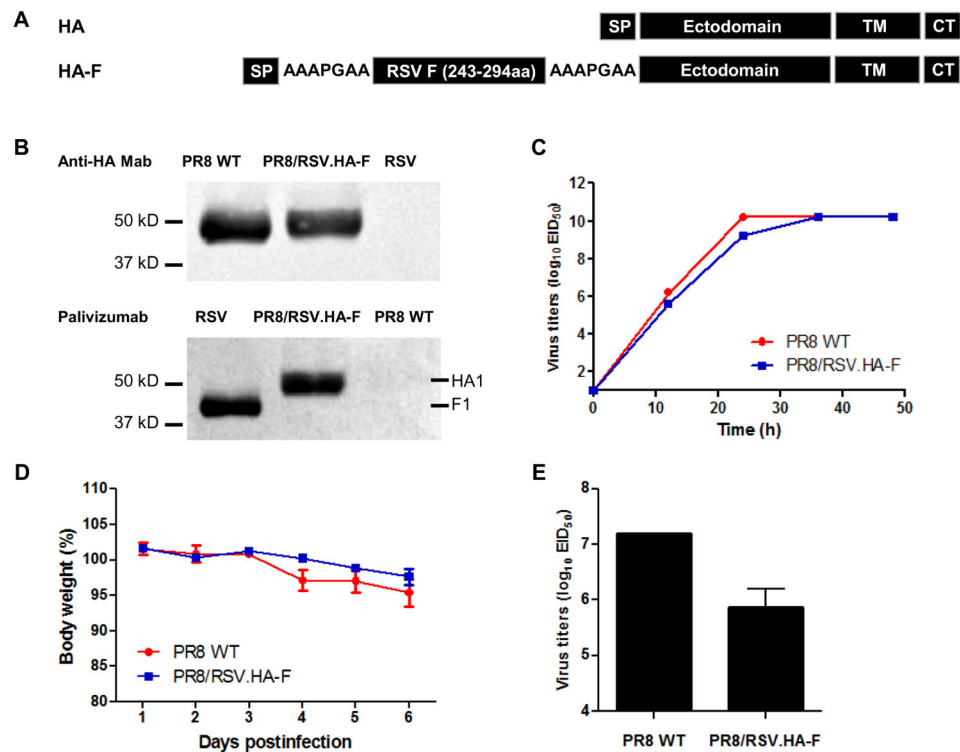 A
HA
SP Ectodomain TM CT
HA-F
SP AAAPGAA RSV F (243-294aa) AAAPGAA Ectodomain TM CT
B
Anti-HA Mab PR8 WT PR8/RSV.HA-F RSV
50 kD
37 kD
Palivizumab RSV PR8/RSV.HA-F PR8 WT
50 kD
37 kD
HA1
F1
C
Virus titers (log10 EID50)
12
10
8
6
4
2
PR8 WT
PR8/RSV.HA-F
0 10 20 30 40 50
Time (h)
D
Body weight (%)
110
105
100
95
90
85
80
PR8 WT
PR8/RSV.HA-F
1 2 3 4 5 6
Days postinfection
E
Virus titers (log10 EID50)
8
7
6
5
4
PR8 WT PR8/RSV.HA-F